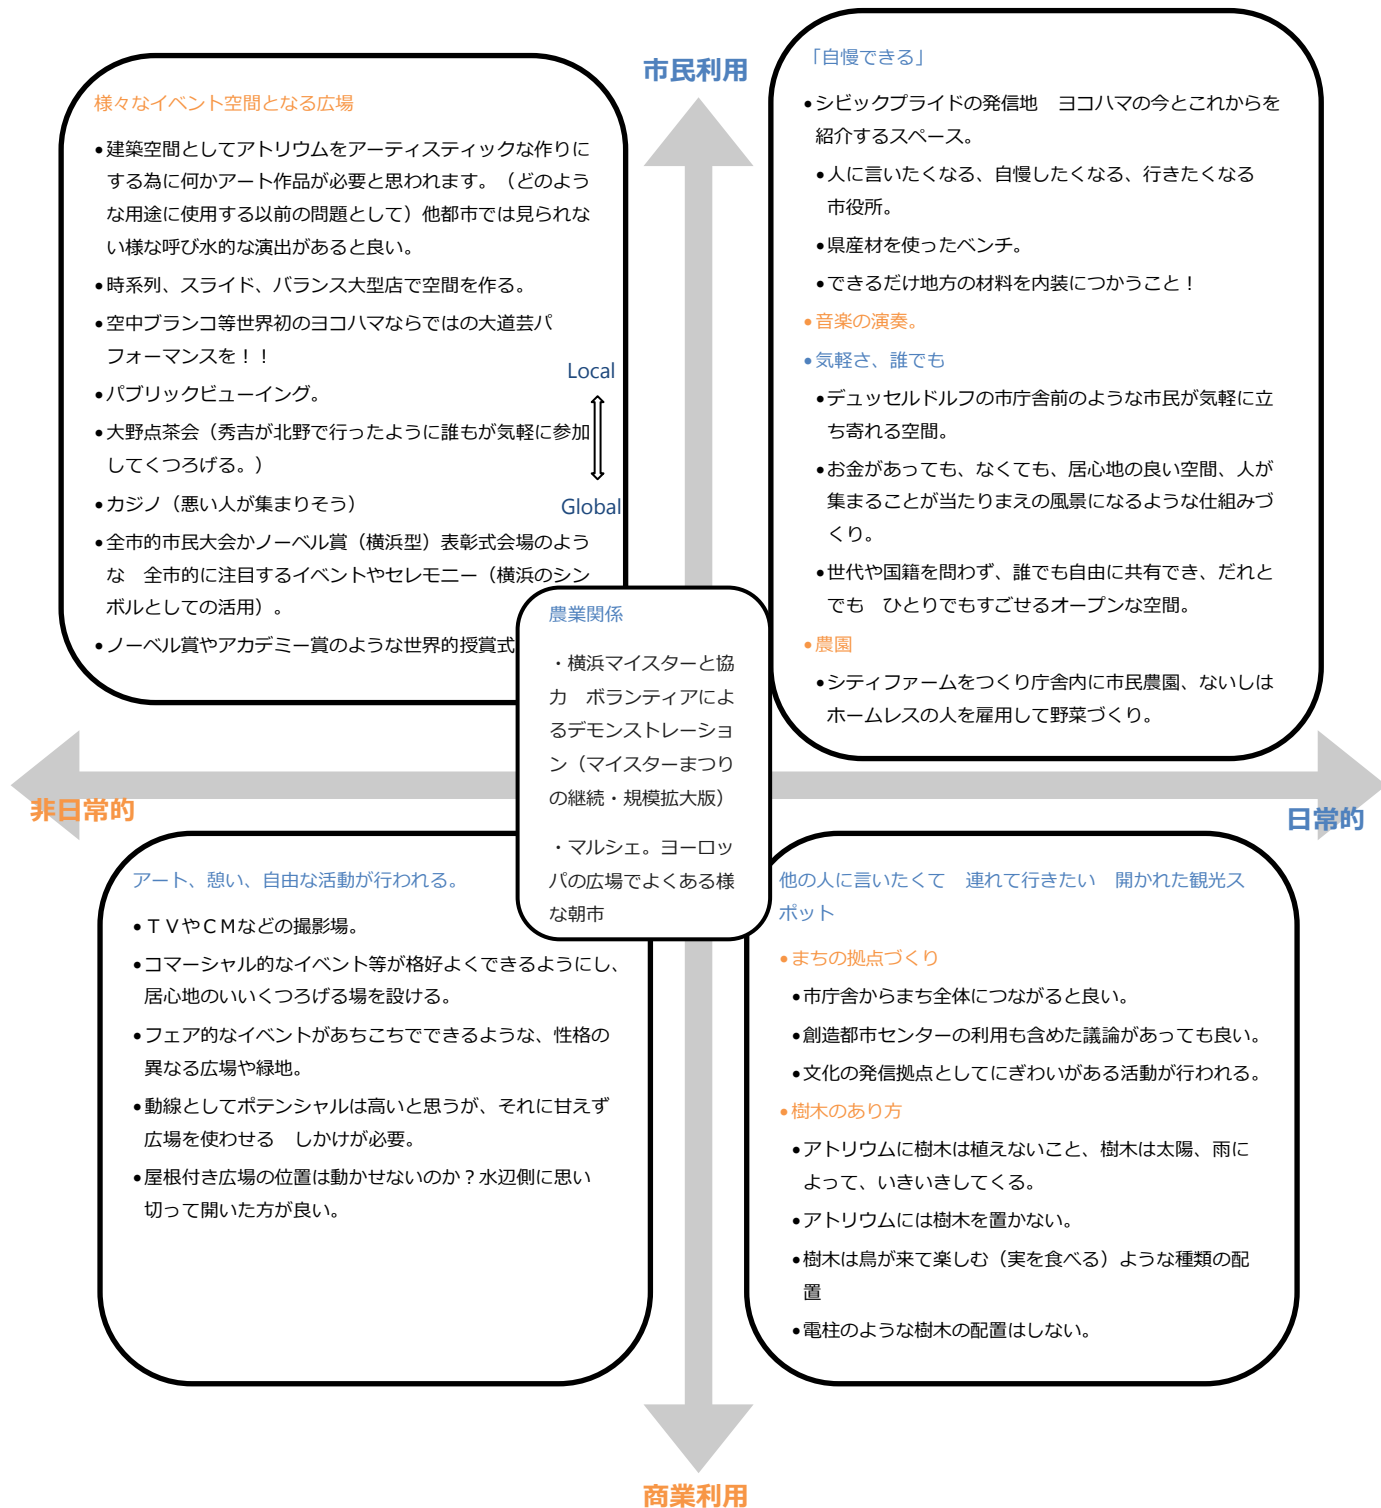 市民利用
様々なイベント空間となる広場
•建築空間としてアトリウムをアーティスティックな作りに
する為に何かアート作品が必要と思われます。（どのよう
な用途に使用する以前の問題として）他都市では見られな
い様な呼び水的な演出があると良い。
•時系列、スライド、バランス大型店で空間を作る。
•空中ブランコ等世界初のヨコハマならではの大道芸パ
フォーマンスを！！
•パブリックビューイング。
•大野点茶会（秀吉が北野で行ったように誰もが気軽に参加
してくつろげる。）
•カジノ（悪い人が集まりそう）
•全市的市民大会かノーベル賞（横浜型）表彰式会場のよう
な　全市的に注目するイベントやセレモニー（横浜のシン
ボルとしての活用）。
•ノーベル賞やアカデミー賞のような世界的授賞式
Local
Global
「自慢できる」
•シビックプライドの発信地　ヨコハマの今とこれからを
紹介するスペース。
•人に言いたくなる、自慢したくなる、行きたくなる
市役所。
•県産材を使ったベンチ。
•できるだけ地方の材料を内装につかうこと！
•音楽の演奏。
•気軽さ、誰でも
•デュッセルドルフの市庁舎前のような市民が気軽に立
ち寄れる空間。
•お金があっても、なくても、居心地の良い空間、人が
集まることが当たりまえの風景になるような仕組みづ
くり。
•世代や国籍を問わず、誰でも自由に共有でき、だれと
でも　ひとりでもすごせるオープンな空間。
•農園
•シティファームをつくり庁舎内に市民農園、ないしは
ホームレスの人を雇用して野菜づくり。
農業関係
・横浜マイスターと協
力　ボランティアによ
るデモンストレーショ
ン（マイスターまつり
の継続・規模拡大版）
・マルシェ。ヨーロッ
パの広場でよくある様
な朝市
非日常的
日常的
アート、憩い、自由な活動が行われる。
•ＴＶやＣＭなどの撮影場。
•コマーシャル的なイベント等が格好よくできるようにし、
居心地のいいくつろげる場を設ける。
•フェア的なイベントがあちこちでできるような、性格の
異なる広場や緑地。
•動線としてポテンシャルは高いと思うが、それに甘えず
広場を使わせる　しかけが必要。
•屋根付き広場の位置は動かせないのか？水辺側に思い
切って開いた方が良い。
他の人に言いたくて　連れて行きたい　開かれた観光ス
ポット
•まちの拠点づくり
•市庁舎からまち全体につながると良い。
•創造都市センターの利用も含めた議論があっても良い。
•文化の発信拠点としてにぎわいがある活動が行われる。
•樹木のあり方
•アトリウムに樹木は植えないこと、樹木は太陽、雨に
よって、いきいきしてくる。
•アトリウムには樹木を置かない。
•樹木は鳥が来て楽しむ（実を食べる）ような種類の配
置
•電柱のような樹木の配置はしない。
商業利用